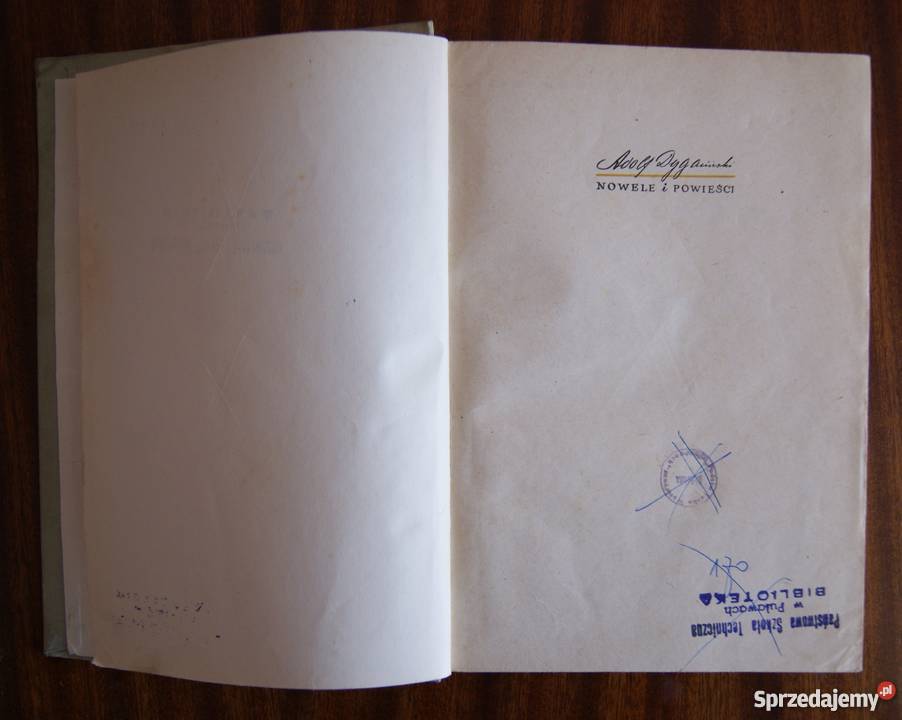 Adolf Dygasiński
NOWELE i POWIEŚCI
Państwowa Szkoła Techniczna
w Puławach
BIBLIOTEKA
Sprzedajemy.pl